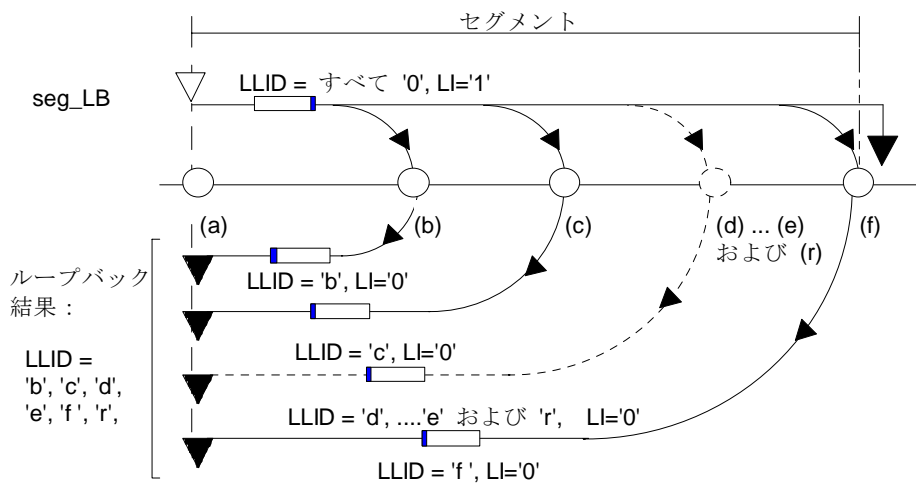 セグメント
LLID = すべて '0', LI='1'
seg_LB
(a)
(b)
(c)
(d) ... (e)
および (r)
(f)
ループバック
結果：
LLID =
'b', 'c', 'd',
'e', 'f ', 'r',
LLID = 'b', LI='0'
LLID = 'c', LI='0'
LLID = 'd', ....'e' および 'r', LI='0'
LLID = 'f ', LI='0'